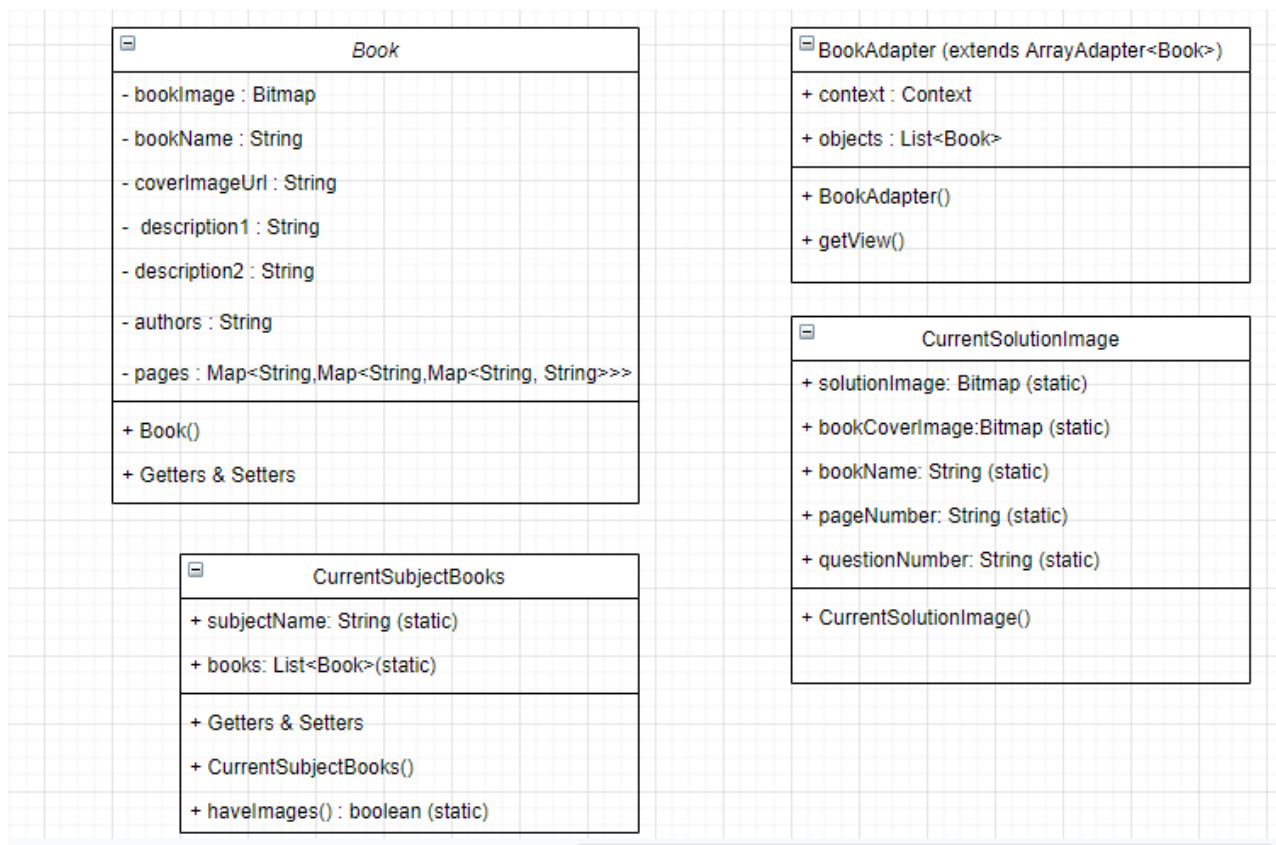 Book
- bookImage : Bitmap
- bookName : String
- coverImageUrl : String
- description1 : String
- description2 : String
- authors : String
- pages : Map<String,Map<String,Map<String, String>>>
+ Book()
+ Getters & Setters
BookAdapter (extends ArrayAdapter<Book>)
+ context : Context
+ objects : List<Book>
+ BookAdapter()
+ getView()
CurrentSolutionImage
+ solutionImage: Bitmap (static)
+ bookCoverImage:Bitmap (static)
+ bookName: String (static)
+ pageNumber: String (static)
+ questionNumber: String (static)
+ CurrentSolutionImage()
CurrentSubjectBooks
+ subjectName: String (static)
+ books: List<Book>(static)
+ Getters & Setters
+ CurrentSubjectBooks()
+ haveImages() : boolean (static)